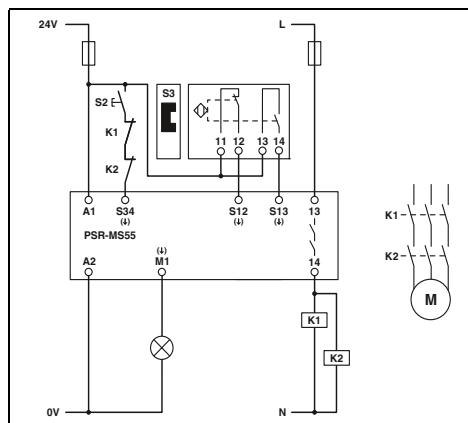 24V L
S2
S3
K1
K2
11 12 13 14
A1 S34 S12 S13 13
(↓) (↓) (↓)
PSR-MS55
(↓)
A2 M1 14
K1
K2
K1
K2
M
0V N